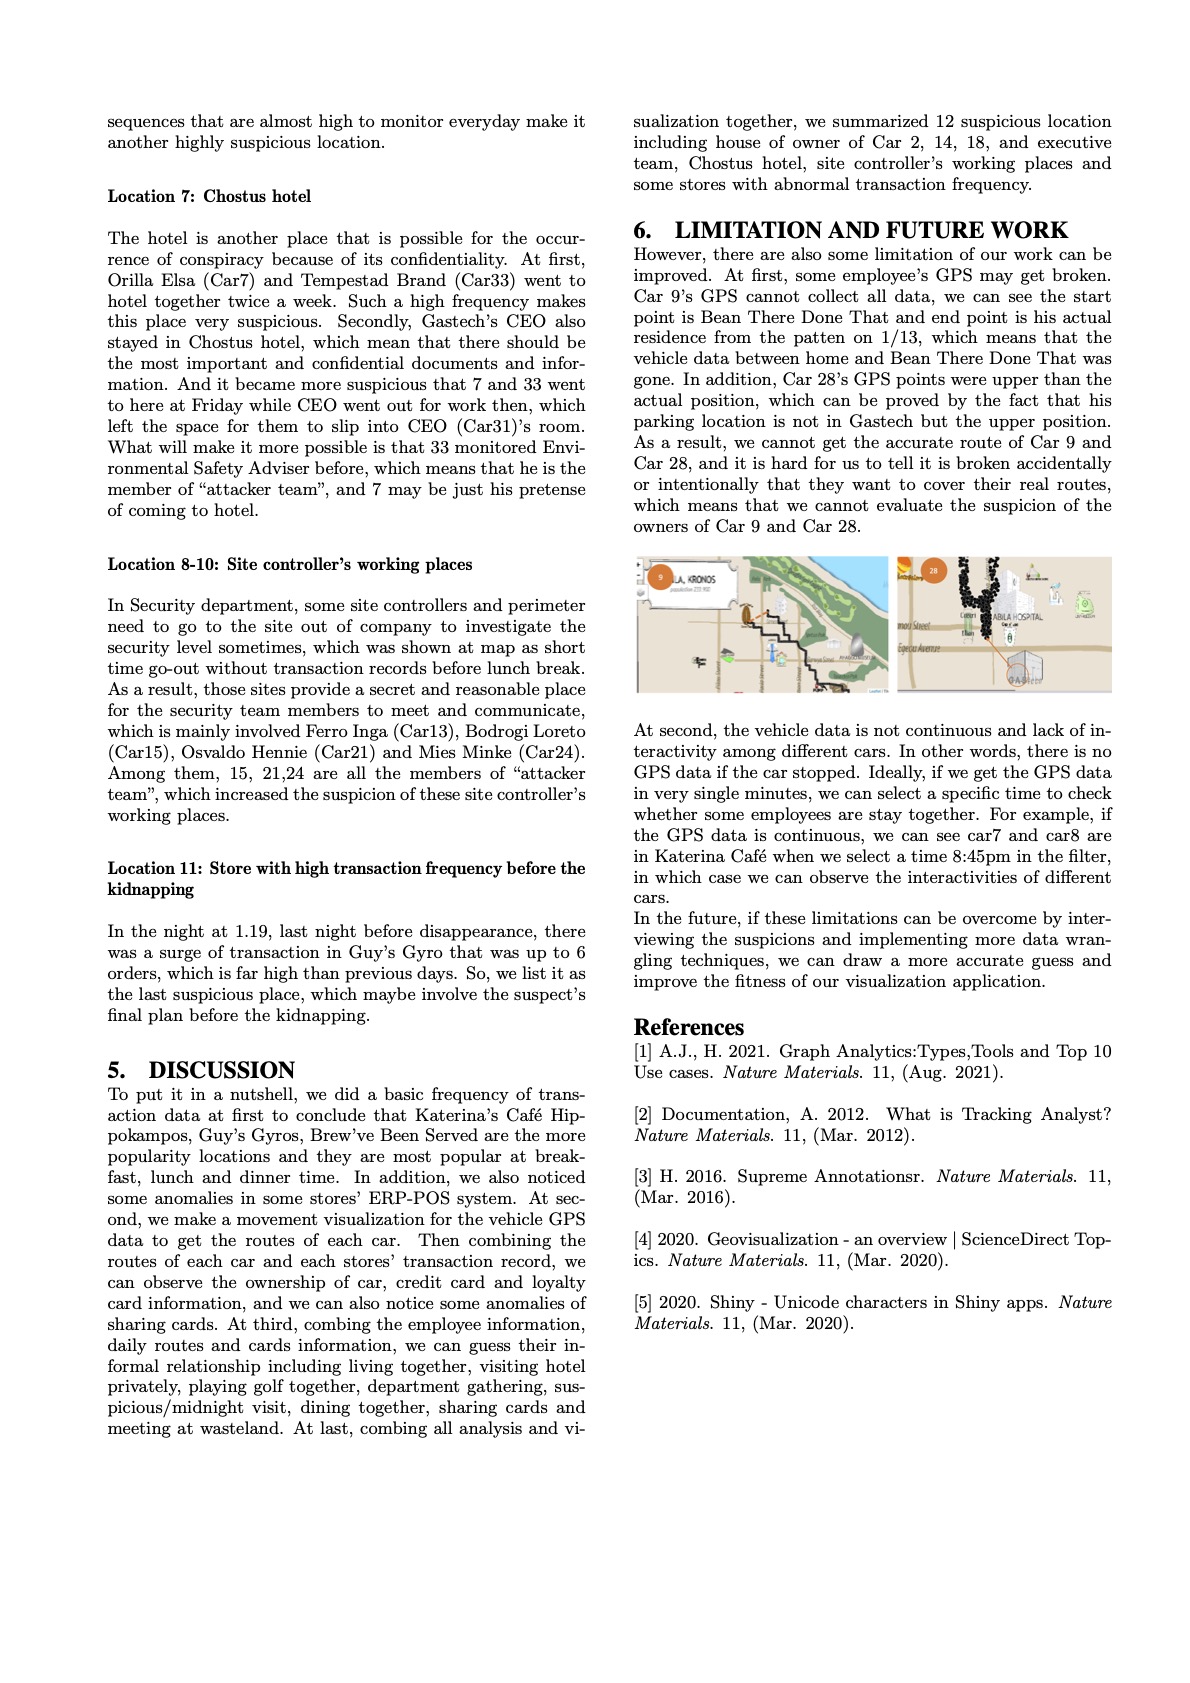 sequences that are almost high to monitor everyday make it
another highly suspicious location.
Location 7: Chostus hotel
The hotel is another place that is possible for the occur-
rence of conspiracy because of its confidentiality. At first,
Orilla Elsa (Car7) and Tempestad Brand (Car33) went to
hotel together twice a week. Such a high frequency makes
this place very suspicious. Secondly, Gastech's CEO also
stayed in Chostus hotel, which mean that there should be
the most important and confidential documents and infor-
mation. And it became more suspicious that 7 and 33 went
to here at Friday while CEO went out for work then, which
left the space for them to slip into CEO (Car31)'s room.
What will make it more possible is that 33 monitored Envi-
ronmental Safety Adviser before, which means that he is the
member of “attacker team”, and 7 may be just his pretense
of coming to hotel.
Location 8-10: Site controller's working places
In Security department, some site controllers and perimeter
need to go to the site out of company to investigate the
security level sometimes, which was shown at map as short
time go-out without transaction records before lunch break.
As a result, those sites provide a secret and reasonable place
for the security team members to meet and communicate,
which is mainly involved Ferro Inga (Car13), Bodrogi Loreto
(Car15), Osvaldo Hennie (Car21) and Mies Minke (Car24).
Among them, 15, 21,24 are all the members of “attacker
team”, which increased the suspicion of these site controller's
working places.
Location 11: Store with high transaction frequency before the
kidnapping
In the night at 1.19, last night before disappearance, there
was a surge of transaction in Guy's Gyro that was up to 6
orders, which is far high than previous days. So, we list it as
the last suspicious place, which maybe involve the suspect's
final plan before the kidnapping.
5. DISCUSSION
To put it in a nutshell, we did a basic frequency of trans-
action data at first to conclude that Katerina's Café Hip-
pokampos, Guy's Gyros, Brew've Been Served are the more
popularity locations and they are most popular at break-
fast, lunch and dinner time. In addition, we also noticed
some anomalies in some stores' ERP-POS system. At sec-
ond, we make a movement visualization for the vehicle GPS
data to get the routes of each car. Then combining the
routes of each car and each stores' transaction record, we
can observe the ownership of car, credit card and loyalty
card information, and we can also notice some anomalies of
sharing cards. At third, combing the employee information,
daily routes and cards information, we can guess their in-
formal relationship including living together, visiting hotel
privately, playing golf together, department gathering, sus-
picious/midnight visit, dining together, sharing cards and
meeting at wasteland. At last, combing all analysis and vi-
sualization together, we summarized 12 suspicious location
including house of owner of Car 2, 14, 18, and executive
team, Chostus hotel, site controller's working places and
some stores with abnormal transaction frequency.
6. LIMITATION AND FUTURE WORK
However, there are also some limitation of our work can be
improved. At first, some employee's GPS may get broken.
Car 9's GPS cannot collect all data, we can see the start
point is Bean There Done That and end point is his actual
residence from the patten on 1/13, which means that the
vehicle data between home and Bean There Done That was
gone. In addition, Car 28's GPS points were upper than the
actual position, which can be proved by the fact that his
parking location is not in Gastech but the upper position.
As a result, we cannot get the accurate route of Car 9 and
Car 28, and it is hard for us to tell it is broken accidentally
or intentionally that they want to cover their real routes,
which means that we cannot evaluate the suspicion of the
owners of Car 9 and Car 28.
9
LA, KRONOS
28
ABILA HOSPITAL
Egeou Avenue
At second, the vehicle data is not continuous and lack of in-
teractivity among different cars. In other words, there is no
GPS data if the car stopped. Ideally, if we get the GPS data
in very single minutes, we can select a specific time to check
whether some employees are stay together. For example, if
the GPS data is continuous, we can see car7 and car8 are
in Katerina Café when we select a time 8:45pm in the filter,
in which case we can observe the interactivities of different
cars.
In the future, if these limitations can be overcome by inter-
viewing the suspicions and implementing more data wran-
gling techniques, we can draw a more accurate guess and
improve the fitness of our visualization application.
References
[1] A.J., H. 2021. Graph Analytics:Types,Tools and Top 10
Use cases. Nature Materials. 11, (Aug. 2021).
[2] Documentation, A. 2012. What is Tracking Analyst?
Nature Materials. 11, (Mar. 2012).
[3] H. 2016. Supreme Annotationsr. Nature Materials. 11,
(Mar. 2016).
[4] 2020. Geovisualization - an overview | ScienceDirect Top-
ics. Nature Materials. 11, (Mar. 2020).
[5] 2020. Shiny - Unicode characters in Shiny apps. Nature
Materials. 11, (Mar. 2020).